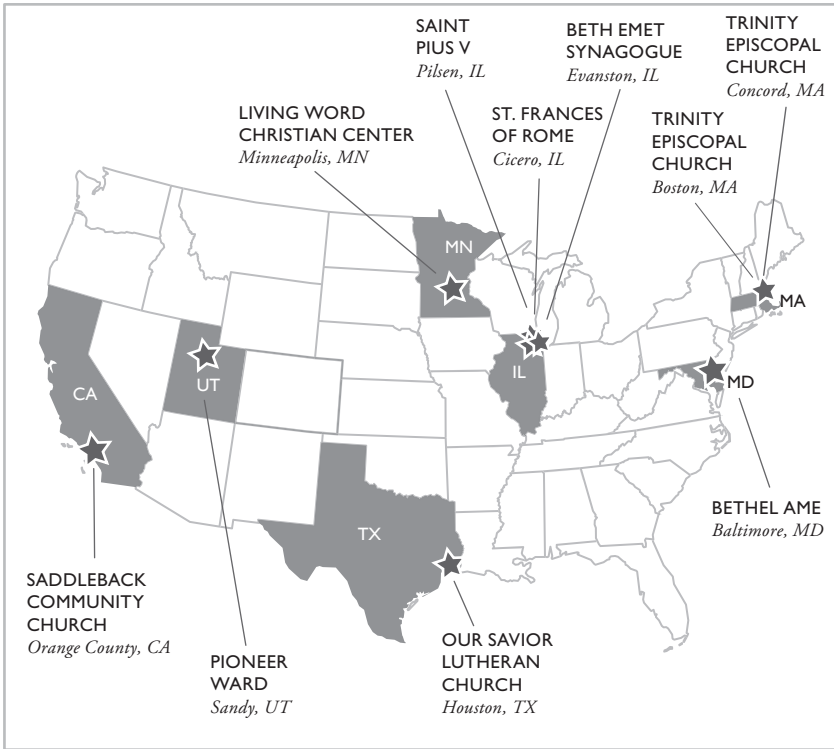 SAINT
PIUS V
Pilsen, IL
BETH EMET
SYNAGOGUE
Evanston, IL
TRINITY
EPISCOPAL
CHURCH
Concord, MA
LIVING WORD
CHRISTIAN CENTER
Minneapolis, MN
ST. FRANCES
OF ROME
Cicero, IL
TRINITY
EPISCOPAL
CHURCH
Boston, MA
MN
MA
IL
MD
CA
UT
TX
BETHEL AME
Baltimore, MD
SADDLEBACK
COMMUNITY
CHURCH
Orange County, CA
PIONEER
WARD
Sandy, UT
OUR SAVIOR
LUTHERAN
CHURCH
Houston, TX